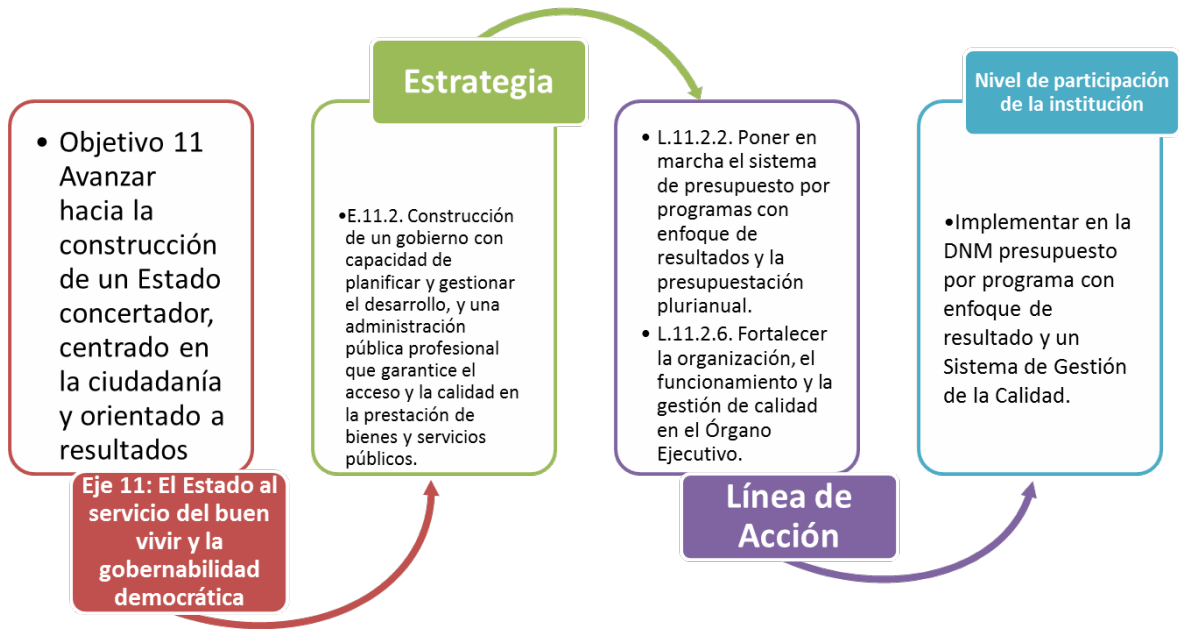 • Objetivo 11
Avanzar
hacia la
construcción
de un Estado
concertador,
centrado en
la ciudadanía
y orientado a
resultados
Eje 11: El Estado al
servicio del buen
vivir y la
gobernabilidad
democrática
Estrategia
•E.11.2. Construcción
de un gobierno con
capacidad de
planificar y gestionar
el desarrollo, y una
administración
pública profesional
que garantice el
acceso y la calidad en
la prestación de
bienes y servicios
públicos.
• L.11.2.2. Poner en
marcha el sistema
de presupuesto por
programas con
enfoque de
resultados y la
presupuestación
plurianual.
• L.11.2.6. Fortalecer
la organización, el
funcionamiento y la
gestión de calidad
en el Órgano
Ejecutivo.
Línea de
Acción
Nivel de participación
de la institución
•Implementar en la
DNM presupuesto
por programa con
enfoque de
resultado y un
Sistema de Gestión
de la Calidad.